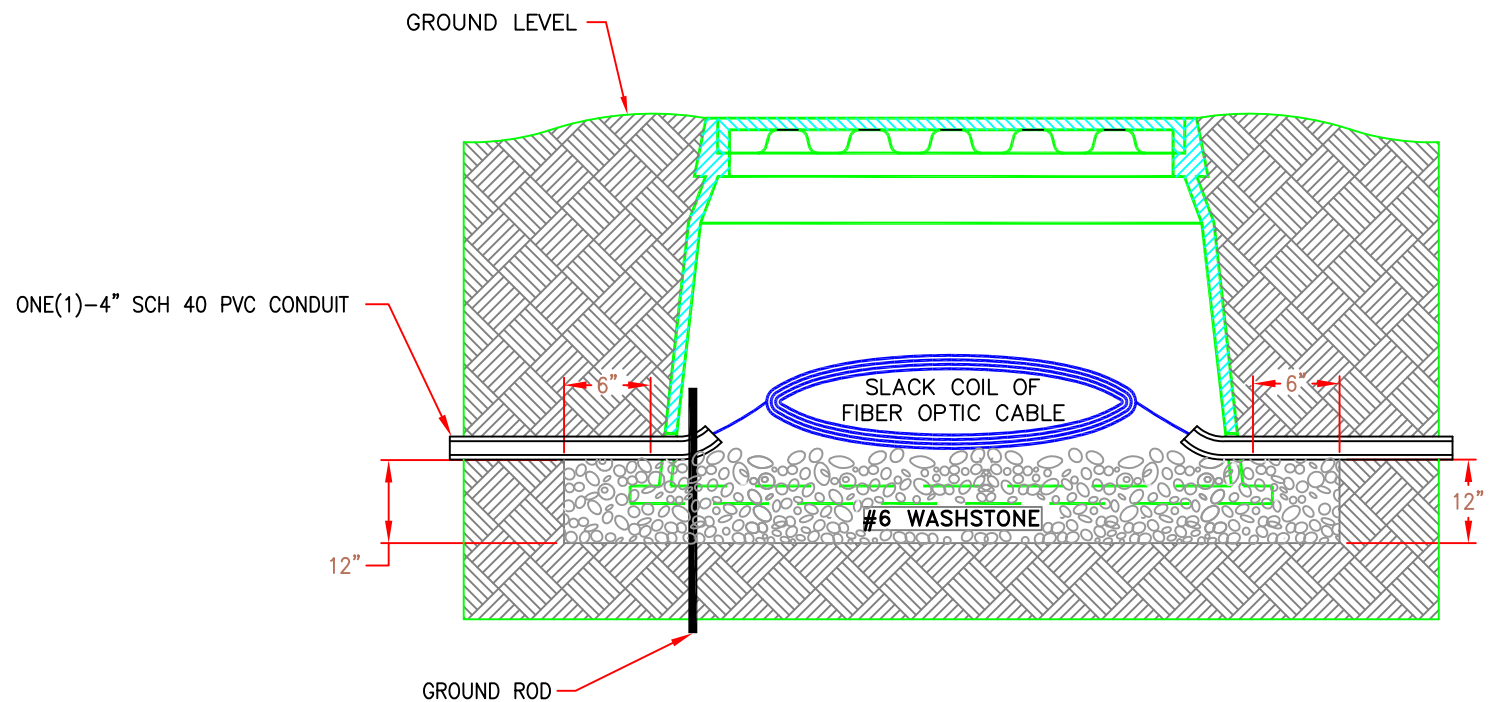 GROUND LEVEL
ONE(1)-4" SCH 40 PVC CONDUIT
6"
6"
SLACK COIL OF
FIBER OPTIC CABLE
12"
#6 WASHSTONE
12"
GROUND ROD